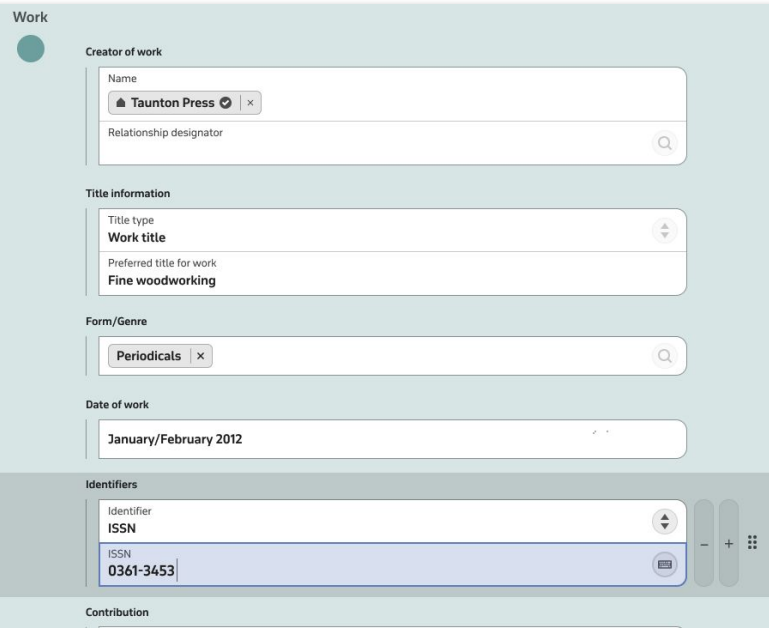 Work
Creator of work
Name
Taunton Press
Relationship designator
Title information
Title type
Work title
Preferred title for work
Fine woodworking
Form/Genre
Periodicals
Date of work
January/February 2012
Identifiers
Identifier
ISSN
ISSN
0361-3453
Contribution